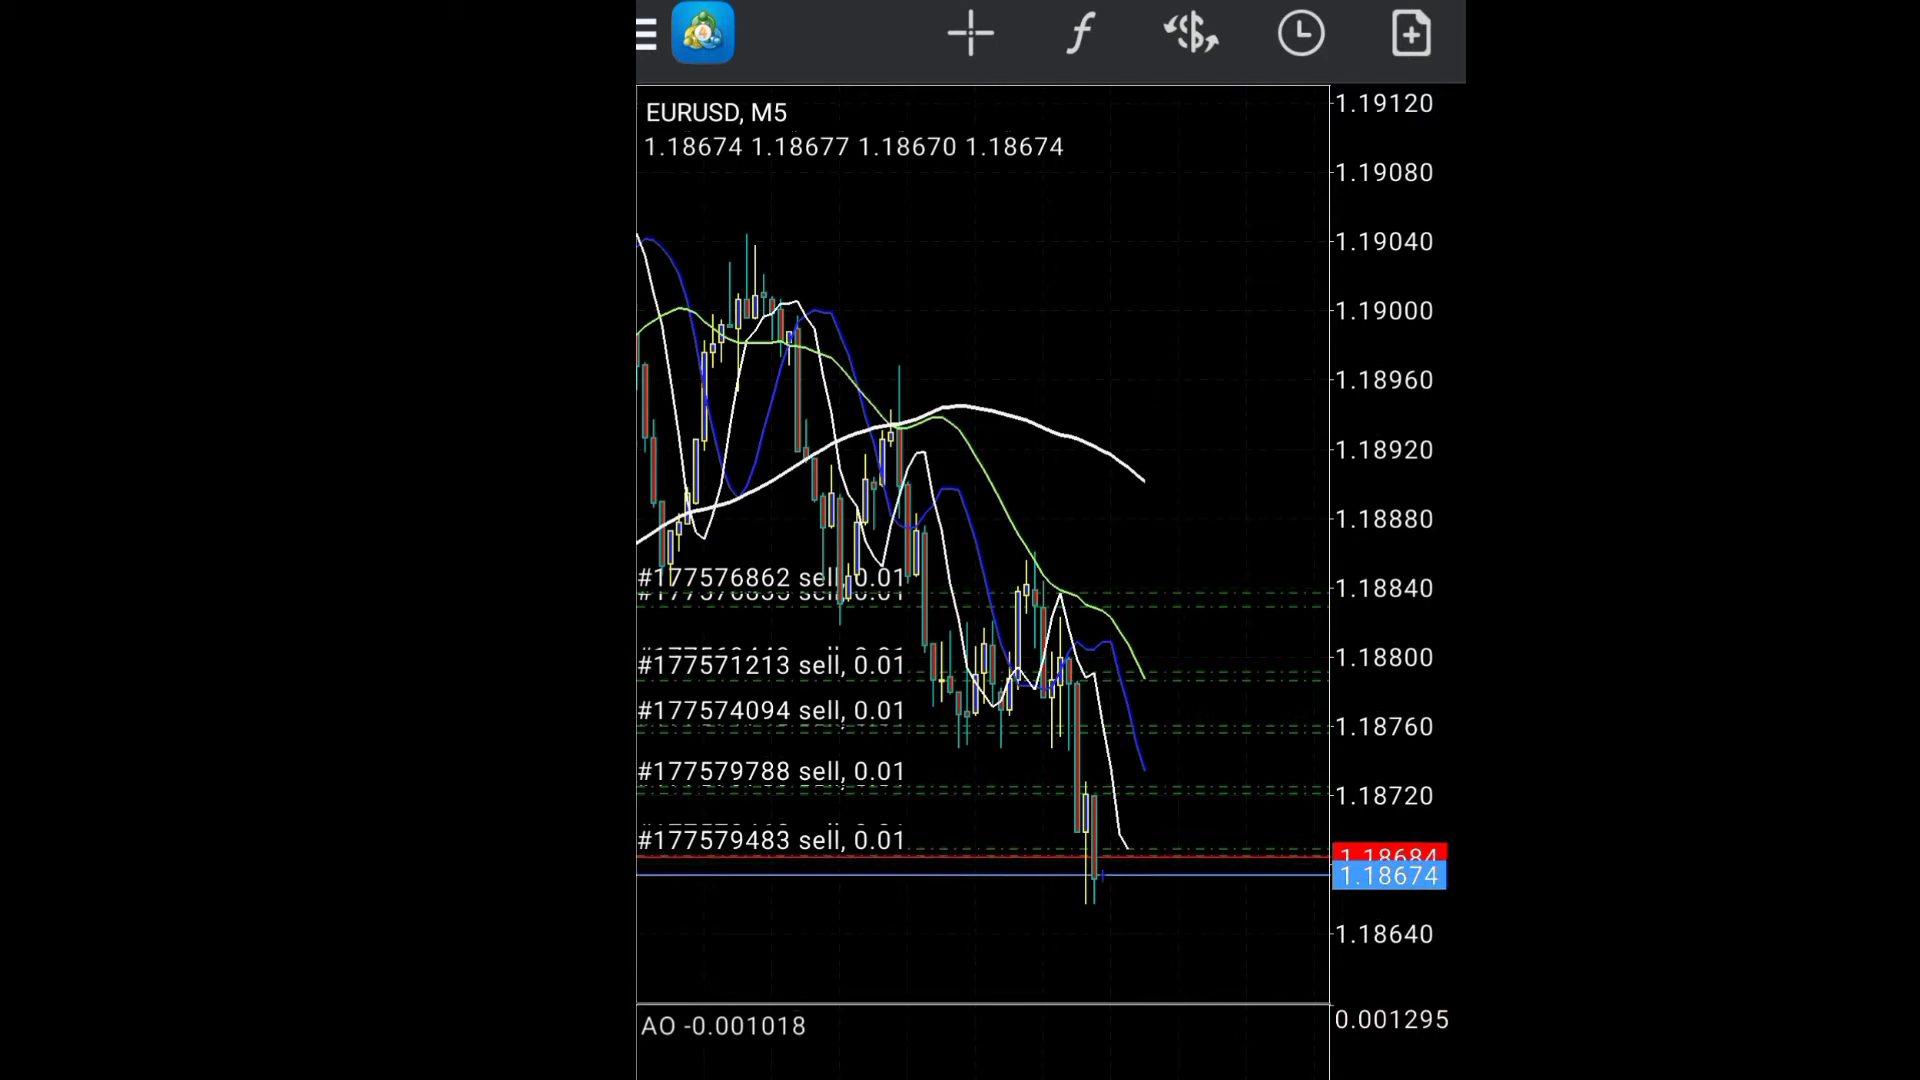 EURUSD, M5
1.18674 1.18677 1.18670 1.18674
1.19120
1.19080
1.19040
1.19000
1.18960
1.18920
1.18880
1.18840
1.18800
1.18760
1.18720
1.18684
1.18674
1.18640
#177576862 sell, 0.01
#177571213 sell, 0.01
#177574094 sell, 0.01
#177579788 sell, 0.01
#177579483 sell, 0.01
AO -0.001018
0.001295